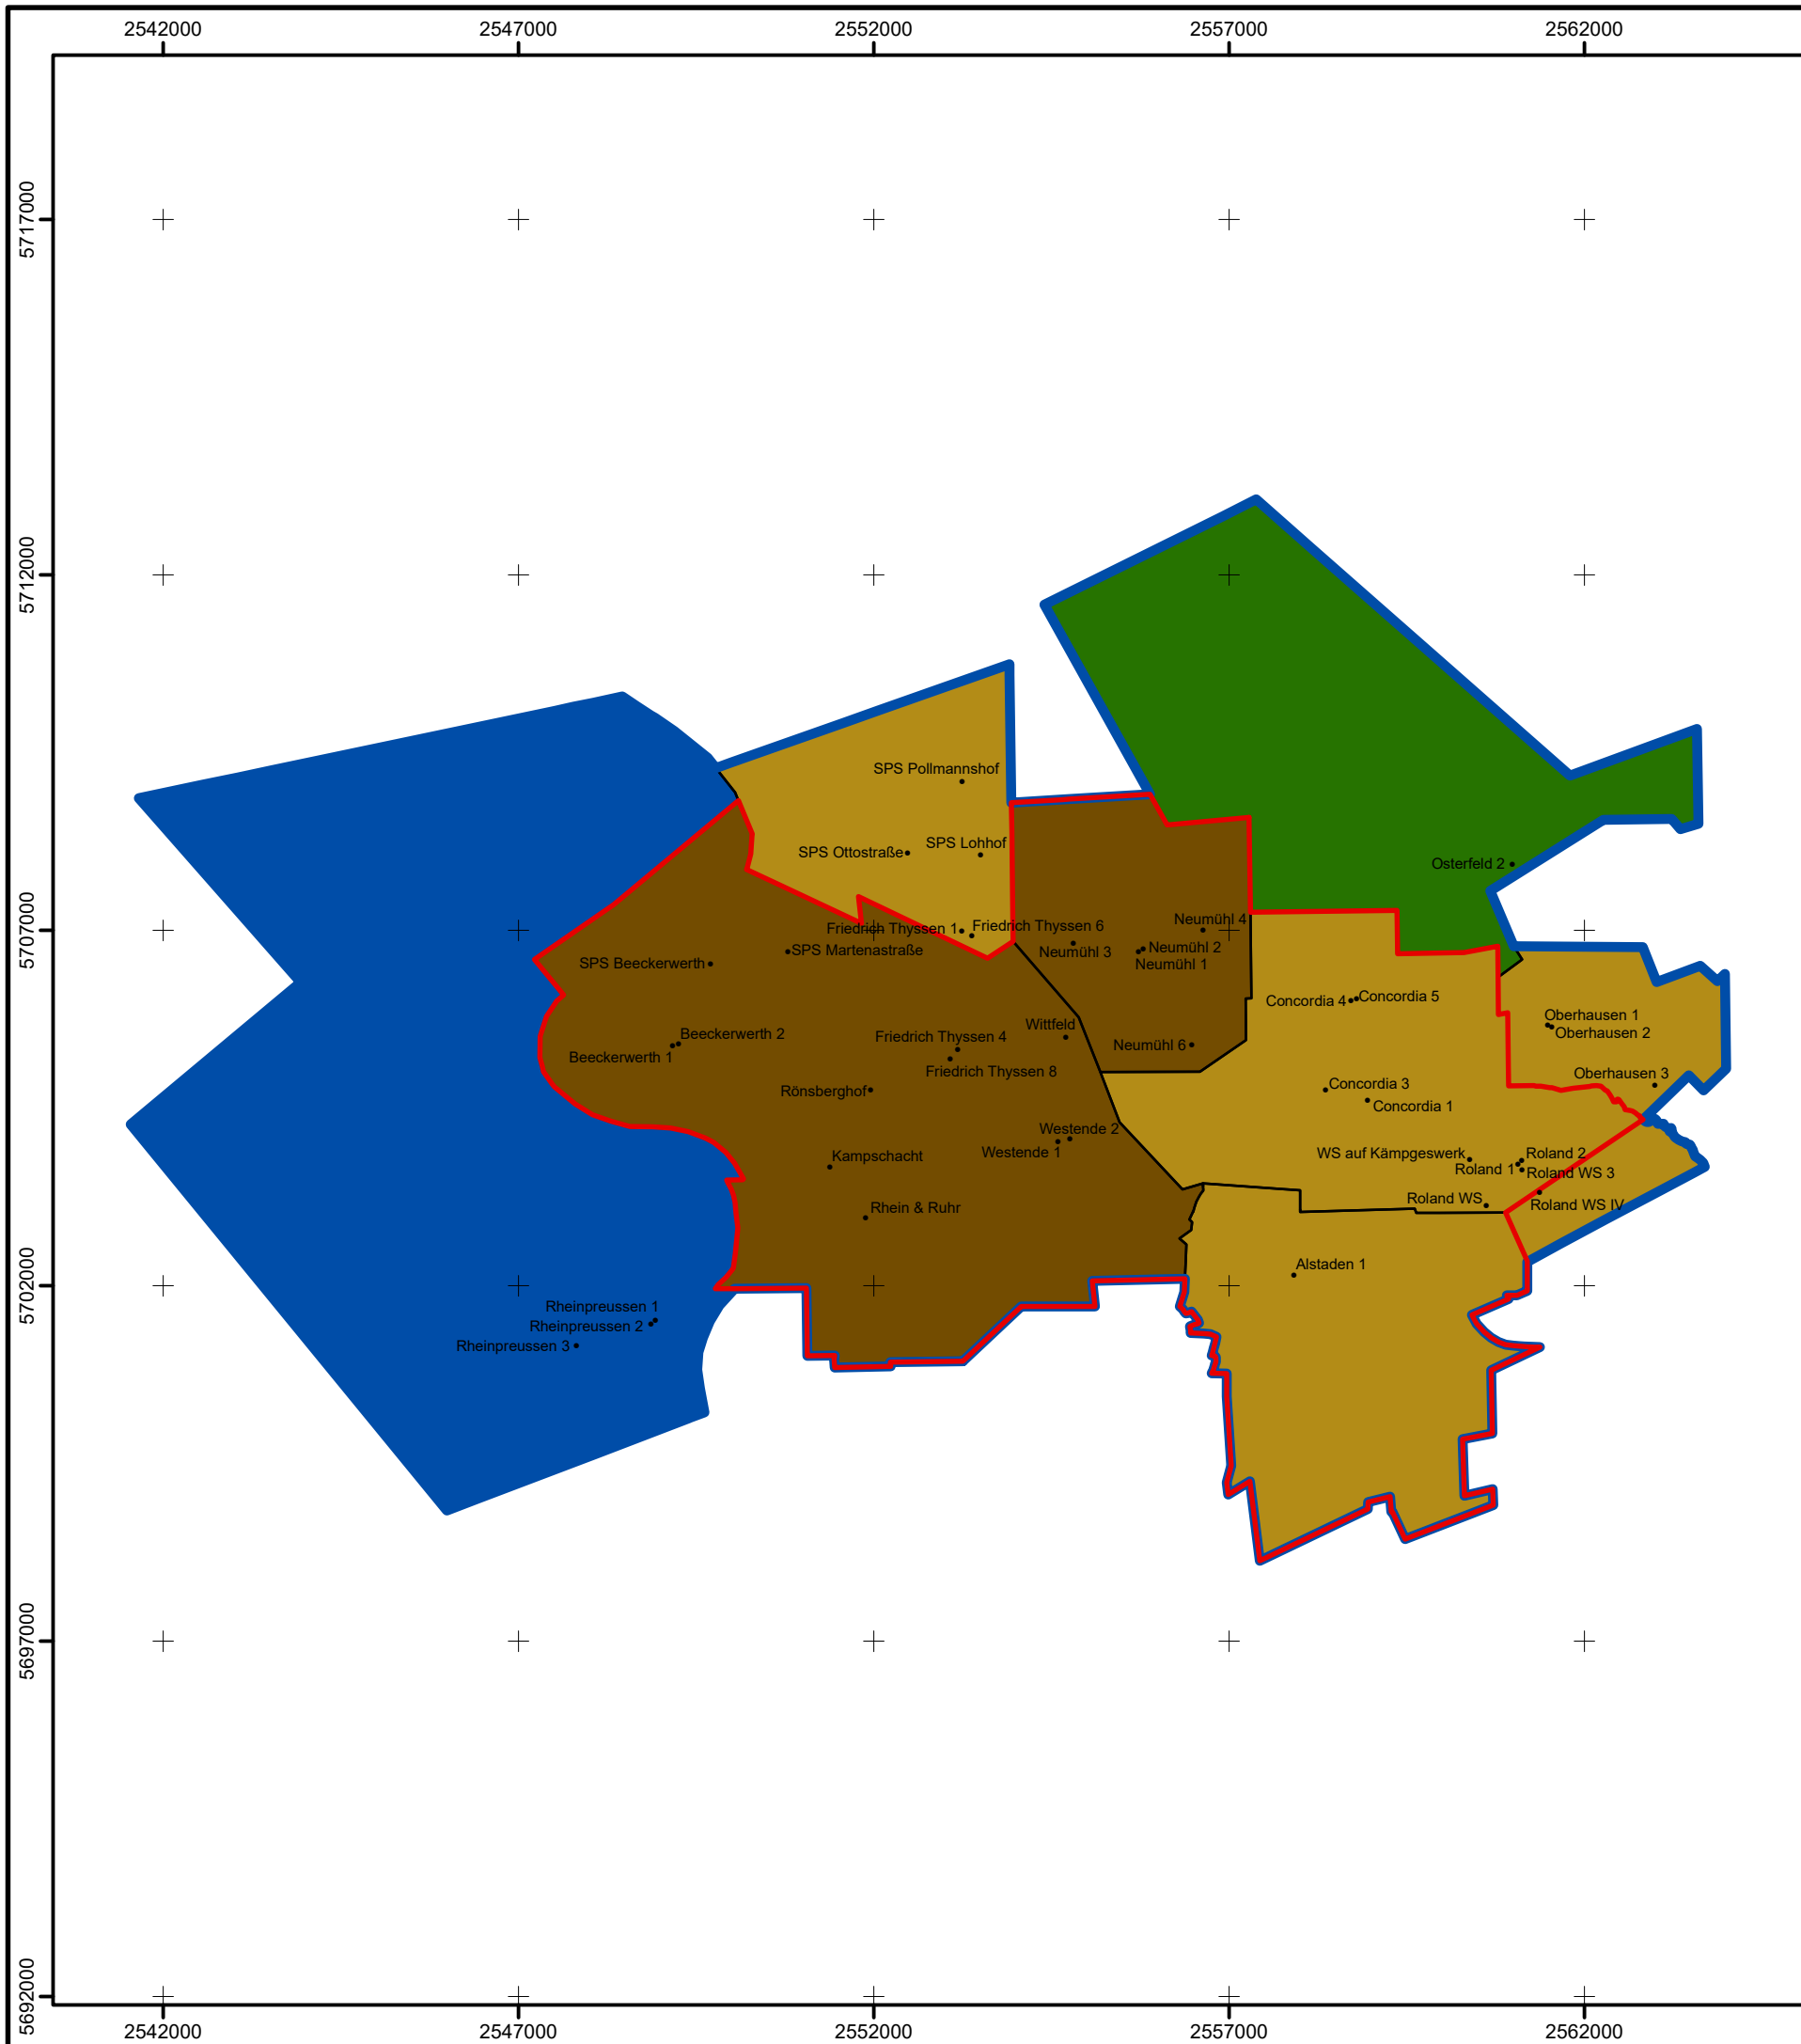 2542000 2547000 2552000 2557000 2562000
5717000
5712000
SPS Pollmannshof
SPS Lohhof
SPS Ottostraße
Osterfeld 2
Neumühl 4
Friedrich Thyssen 1
Friedrich Thyssen 6
5707000
SPS Martenastraße
Neumühl 3
Neumühl 2
Neumühl 1
SPS Beeckerwerth
Concordia 4
Concordia 5
Oberhausen 1
Oberhausen 2
Wittfeld
Beeckerwerth 2
Friedrich Thyssen 4
Neumühl 6
Beeckerwerth 1
Friedrich Thyssen 8
Oberhausen 3
Rönsberghof
Concordia 3
Concordia 1
Westende 2
Westende 1
Kampschacht
WS auf Kämpgeswerk
Roland 2
Roland 1
Roland WS 3
Roland WS
Roland WS IV
Rhein & Ruhr
Alstaden 1
5702000
Rheinpreussen 1
Rheinpreussen 2
Rheinpreussen 3
5697000
5692000
2542000 2547000 2552000 2557000 2562000